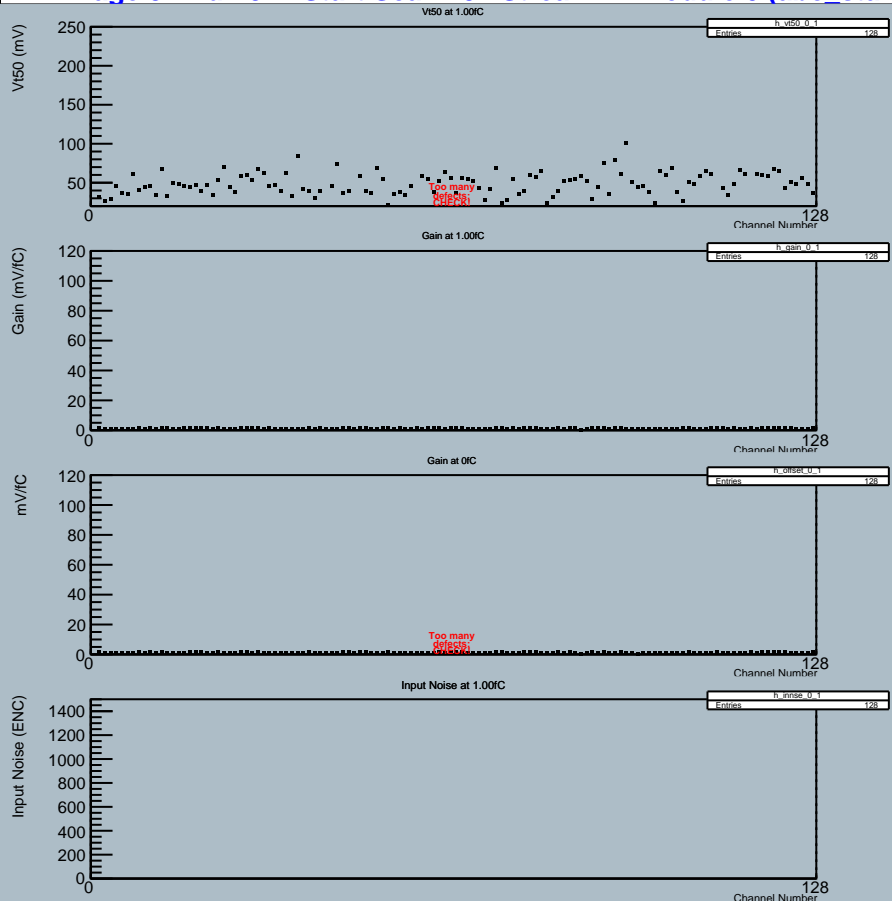 Vt50 at 1.00fC
h_vt50_0_1
Entries 128
Vt50 (mV)
250
200
150
100
50
Too many
defects:
CHECK!
0
128
Channel Number
Gain at 1.00fC
h_gain_0_1
Entries 128
Gain (mV/fC)
120
100
80
60
40
20
0
0
128
Channel Number
Gain at 0fC
h_offset_0_1
Entries 128
mV/fC
120
100
80
60
40
20
Too many
defects:
CHECK!
0
0
128
Channel Number
Input Noise at 1.00fC
h_innse_0_1
Entries 128
Input Noise (ENC)
1400
1200
1000
800
600
400
200
0
0
128
Channel Number